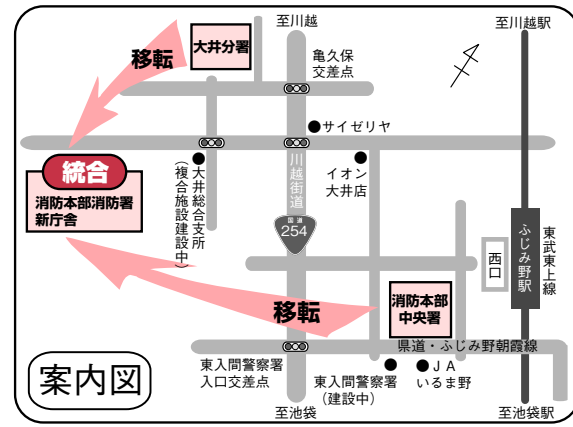 至川越
至川越駅
大井分署
移転
亀久保
交差点
サイゼリヤ
統合
消防本部消防署
新庁舎
大井総合支所
（複合施設建設中）
川越街道
イオン
大井店
国道
254
西口
ふじみ野駅
東武東上線
移転
消防本部
中央署
県道・ふじみ野朝霞線
東入間警察署
入口交差点
東入間警察署
（建設中）
ＪＡ
いるま野
案内図
至池袋
至池袋駅